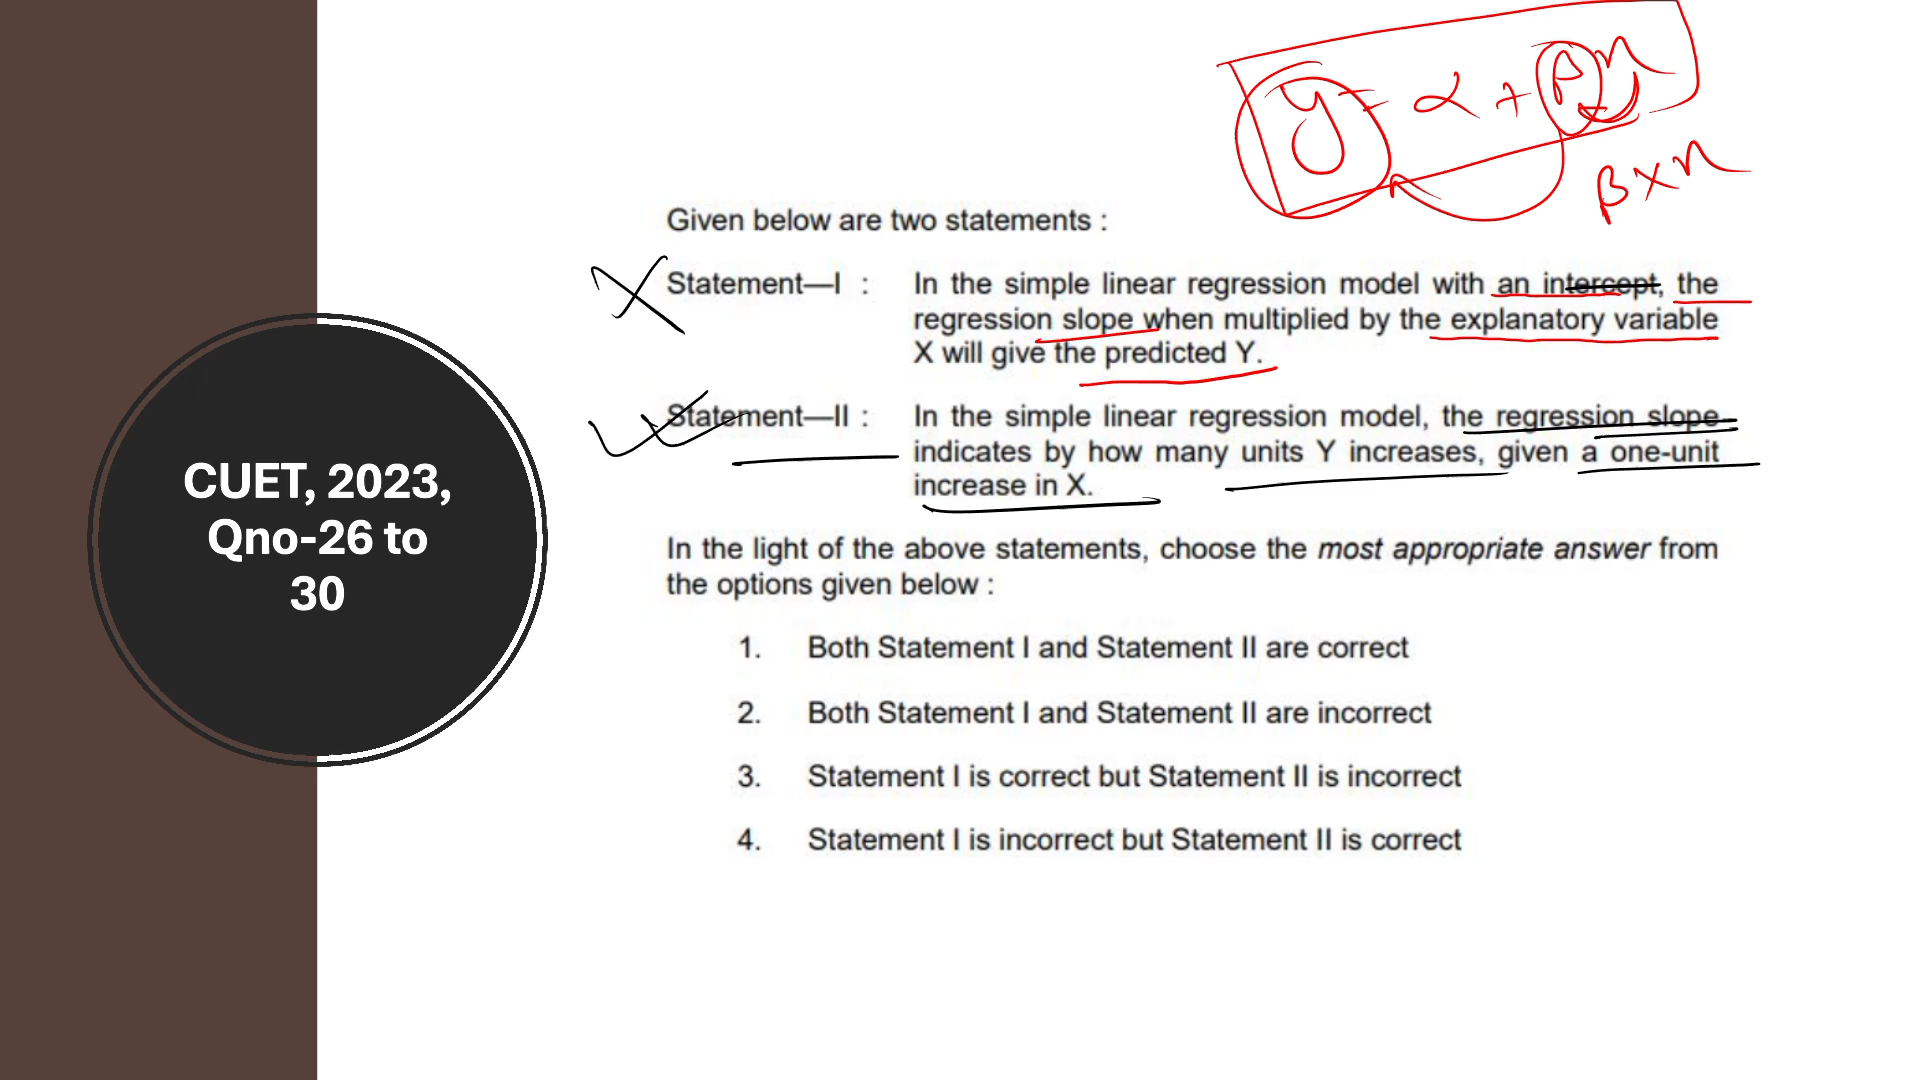 y = α + βx
β×x
Given below are two statements :
Statement—I : In the simple linear regression model with an intercept, the
regression slope when multiplied by the explanatory variable
X will give the predicted Y.
Statement—II : In the simple linear regression model, the regression slope
indicates by how many units Y increases, given a one-unit
increase in X.
In the light of the above statements, choose the most appropriate answer from
the options given below :
1. Both Statement I and Statement II are correct
2. Both Statement I and Statement II are incorrect
3. Statement I is correct but Statement II is incorrect
4. Statement I is incorrect but Statement II is correct
CUET, 2023,
Qno-26 to
30